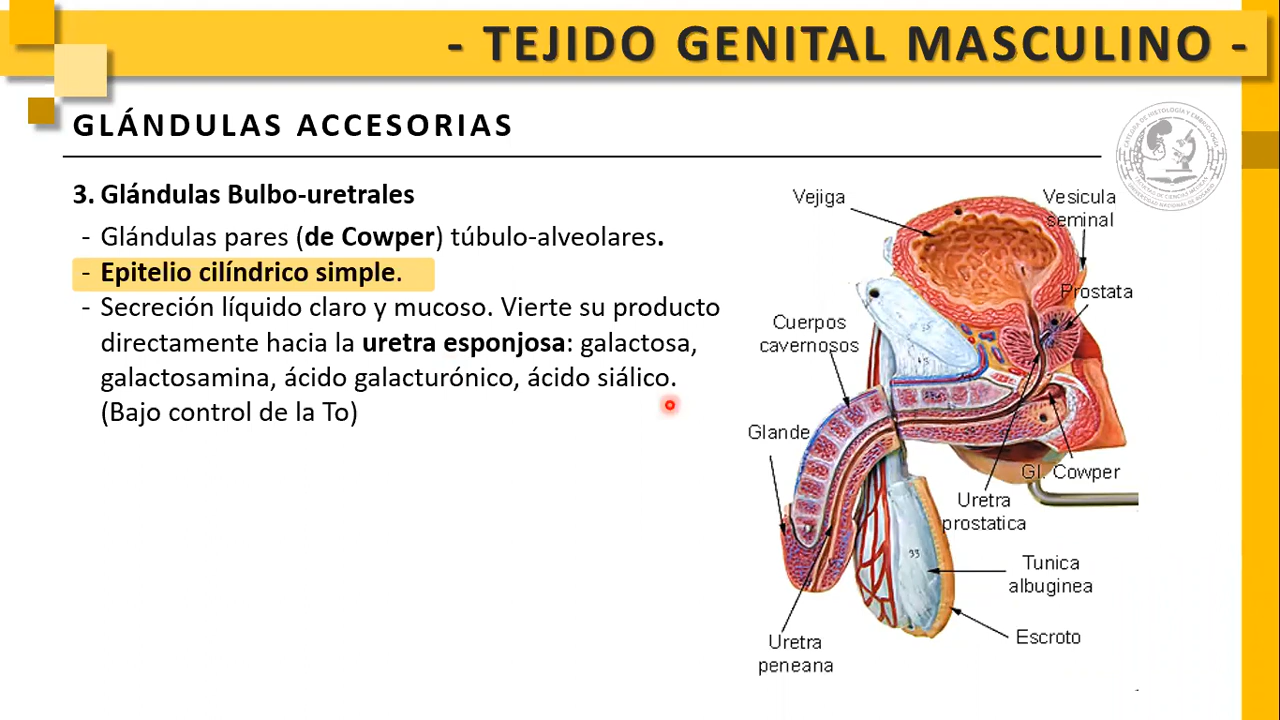 - TEJIDO GENITAL MASCULINO -
GLÁNDULAS ACCESORIAS
3. Glándulas Bulbo-uretrales
- Glándulas pares (de Cowper) túbulo-alveolares.
- Epitelio cilíndrico simple.
- Secreción líquido claro y mucoso. Vierte su producto
directamente hacia la uretra esponjosa: galactosa,
galactosamina, ácido galacturónico, ácido siálico.
(Bajo control de la To)
Vejiga
Vesicula
seminal
Prostata
Cuerpos
cavernosos
Glande
Gl. Cowper
Uretra
prostatica
33
Tunica
albuginea
Escroto
Uretra
peneana